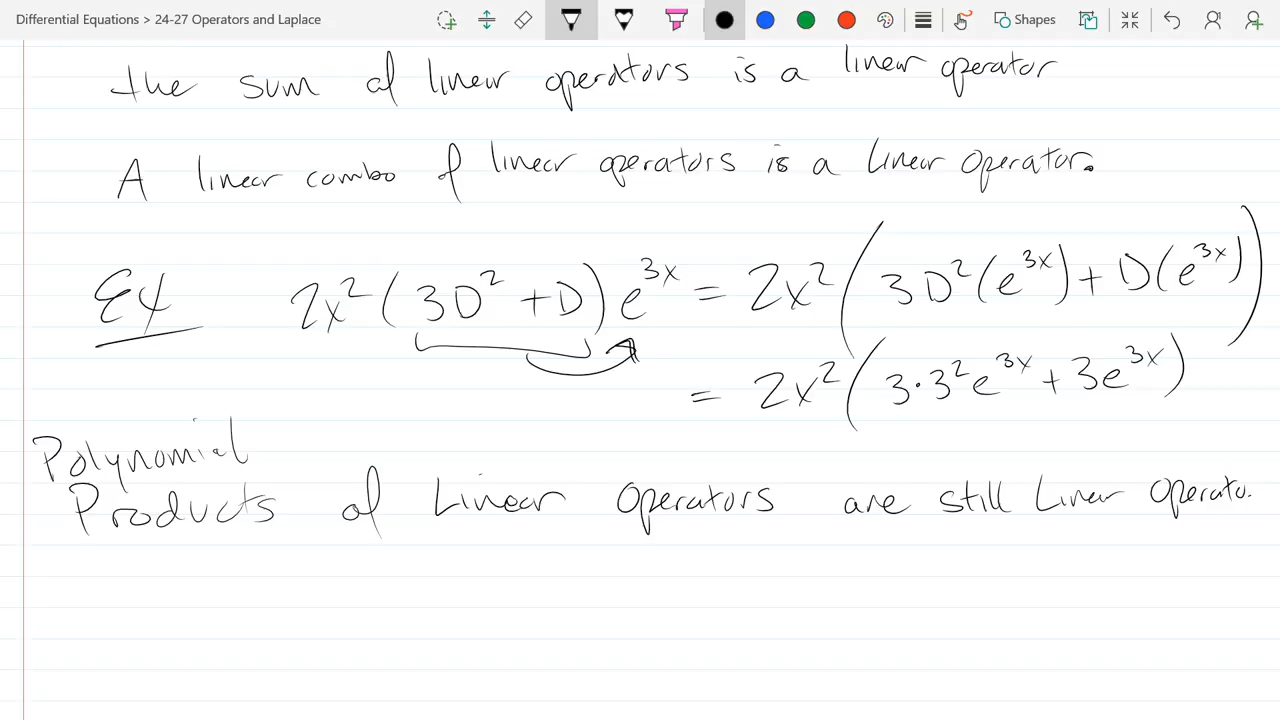 Differential Equations > 24-27 Operators and Laplace
Shapes
the sum of linear operators is a linear operator
A linear combo of linear operators is a linear operator.
Ex 2x²(3D² + D)e³ˣ = 2x²(3D²(e³ˣ) + D(e³ˣ))
= 2x²(3·3²e³ˣ + 3e³ˣ)
Polynomial
Products of Linear Operators are still Linear Operato.